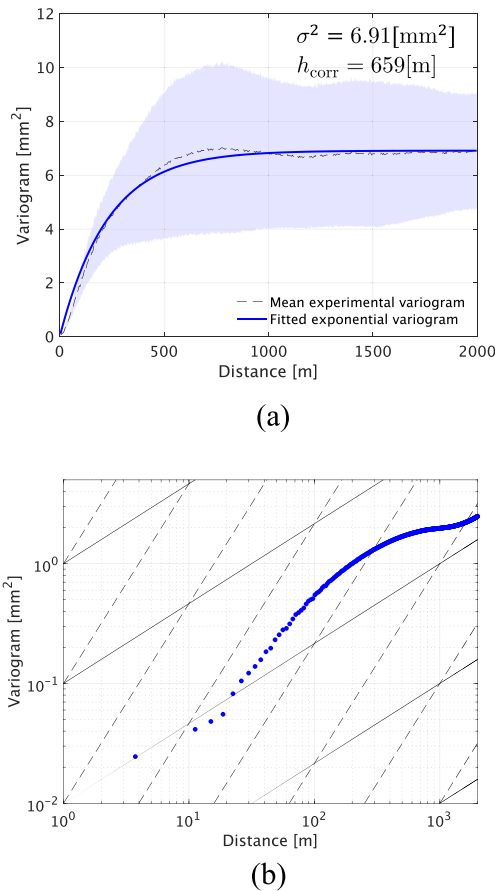 12
10
8
6
4
2
0
Variogram [mm²]
σ² = 6.91[mm²]
h_corr = 659[m]
Mean experimental variogram
Fitted exponential variogram
0 500 1000 1500 2000
Distance [m]
(a)
10⁰
10⁻¹
10⁻²
Variogram [mm²]
10⁰ 10¹ 10² 10³
Distance [m]
(b)